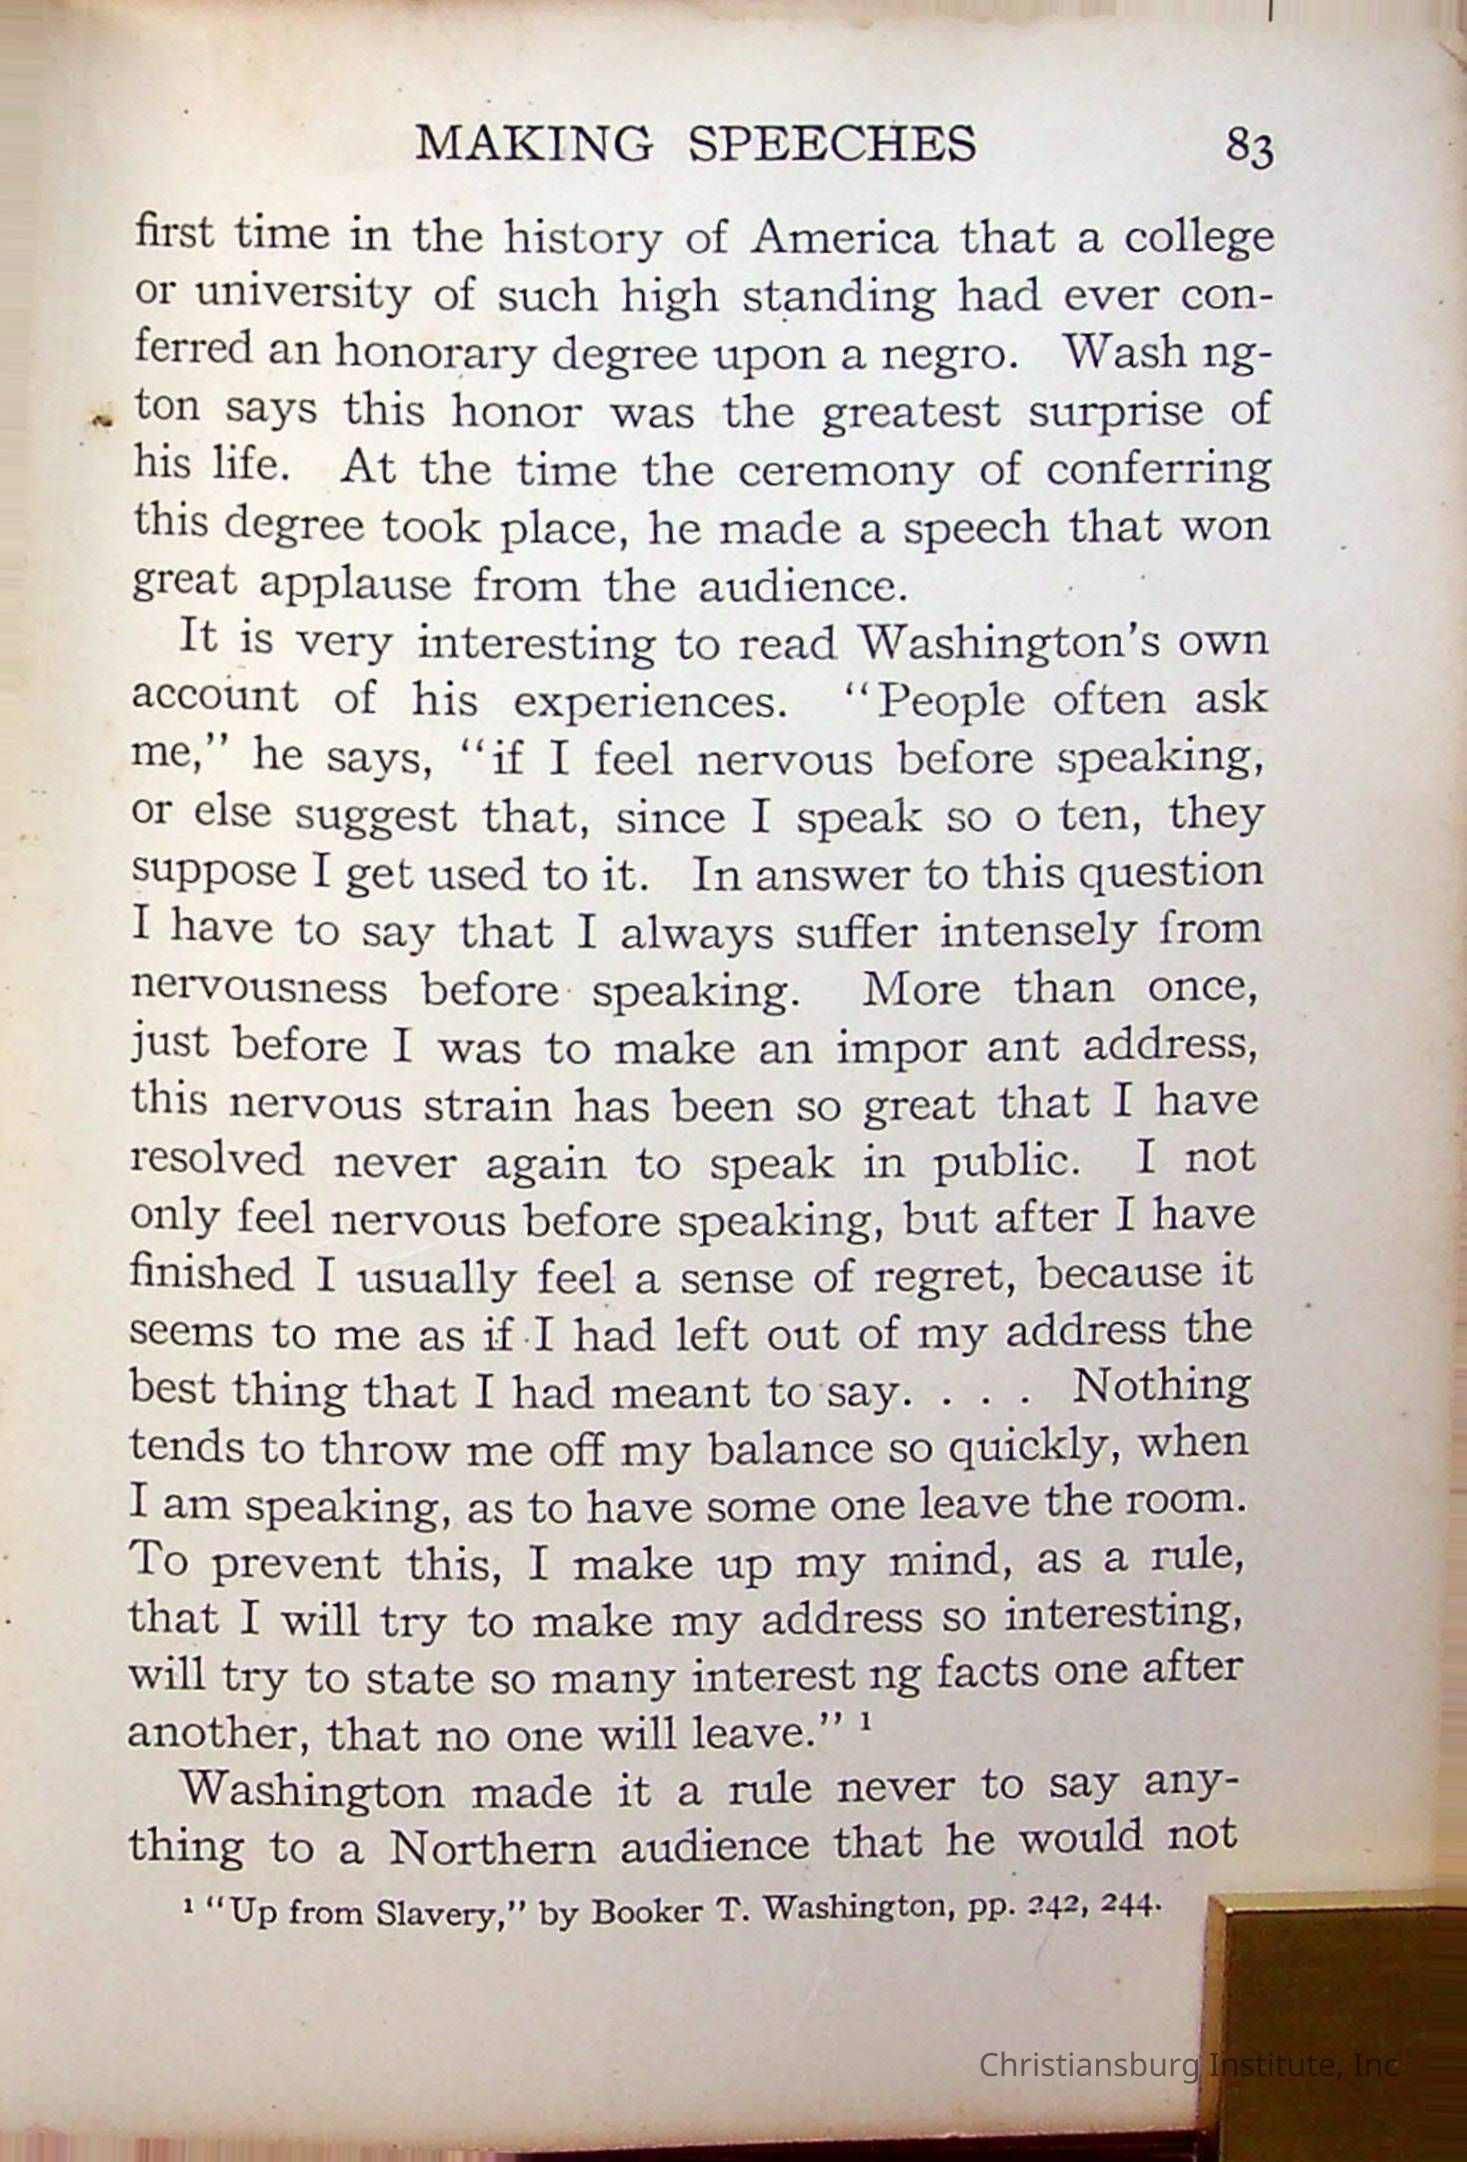 MAKING SPEECHES 83
first time in the history of America that a college
or university of such high standing had ever con-
ferred an honorary degree upon a negro. Wash ng-
ton says this honor was the greatest surprise of
his life. At the time the ceremony of conferring
this degree took place, he made a speech that won
great applause from the audience.
It is very interesting to read Washington's own
account of his experiences. "People often ask
me," he says, "if I feel nervous before speaking,
or else suggest that, since I speak so o ten, they
suppose I get used to it. In answer to this question
I have to say that I always suffer intensely from
nervousness before speaking. More than once,
just before I was to make an impor ant address,
this nervous strain has been so great that I have
resolved never again to speak in public. I not
only feel nervous before speaking, but after I have
finished I usually feel a sense of regret, because it
seems to me as if I had left out of my address the
best thing that I had meant to say. . . . Nothing
tends to throw me off my balance so quickly, when
I am speaking, as to have some one leave the room.
To prevent this, I make up my mind, as a rule,
that I will try to make my address so interesting,
will try to state so many interest ng facts one after
another, that no one will leave." 1
Washington made it a rule never to say any-
thing to a Northern audience that he would not
1 "Up from Slavery," by Booker T. Washington, pp. 242, 244.
Christiansburg Institute, Inc